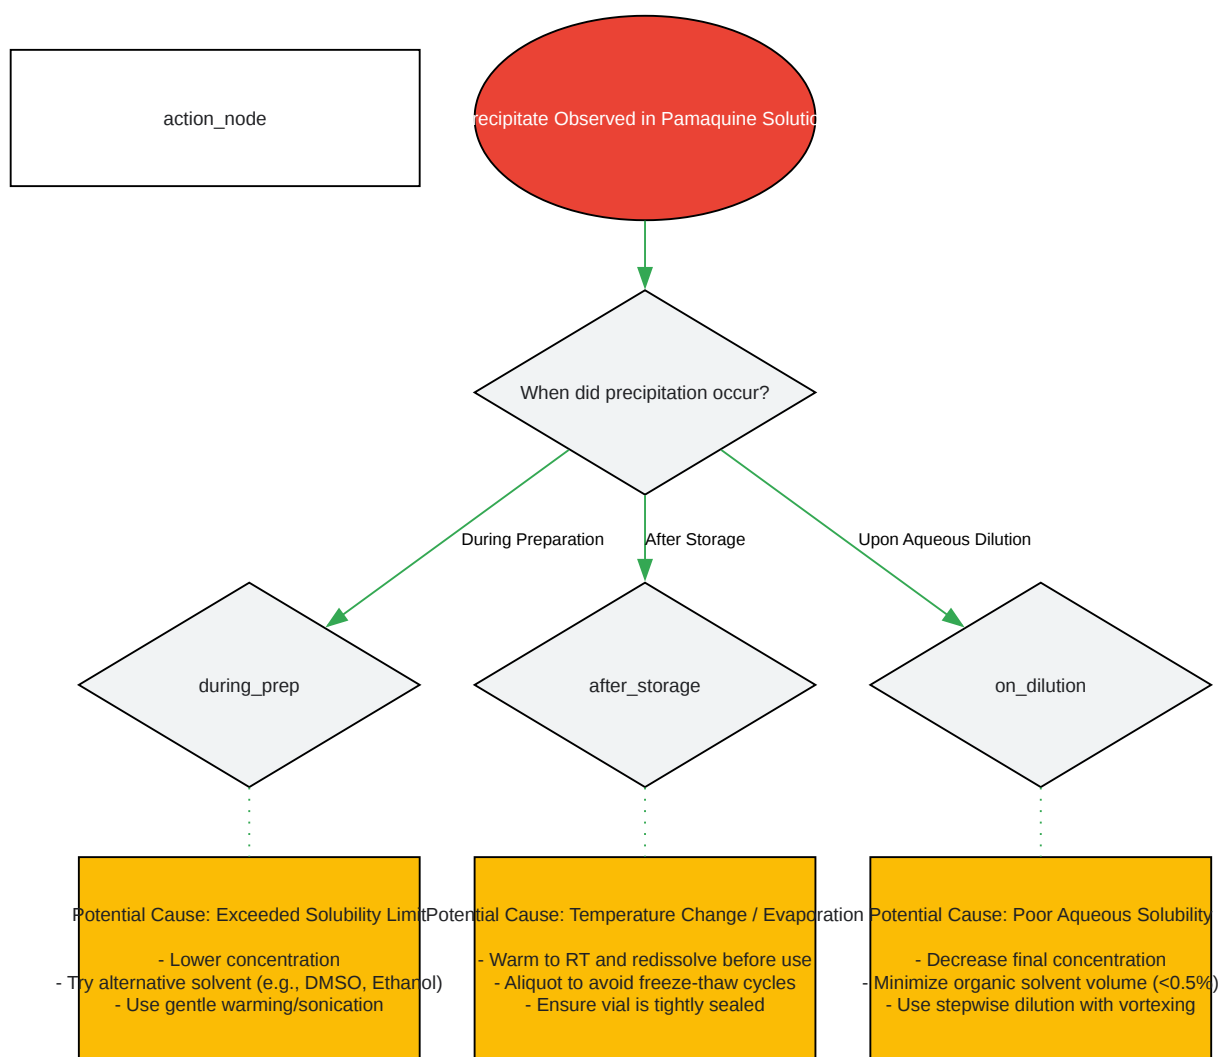 action_node
recipitate Observed in Pamaquine Solutio
When did precipitation occur?
During Preparation
After Storage
Upon Aqueous Dilution
during_prep
after_storage
on_dilution
Potential Cause: Exceeded Solubility Limit
- Lower concentration
- Try alternative solvent (e.g., DMSO, Ethanol)
- Use gentle warming/sonication
Potential Cause: Temperature Change / Evaporation
- Warm to RT and redissolve before use
- Aliquot to avoid freeze-thaw cycles
- Ensure vial is tightly sealed
Potential Cause: Poor Aqueous Solubility
- Decrease final concentration
- Minimize organic solvent volume (<0.5%)
- Use stepwise dilution with vortexing